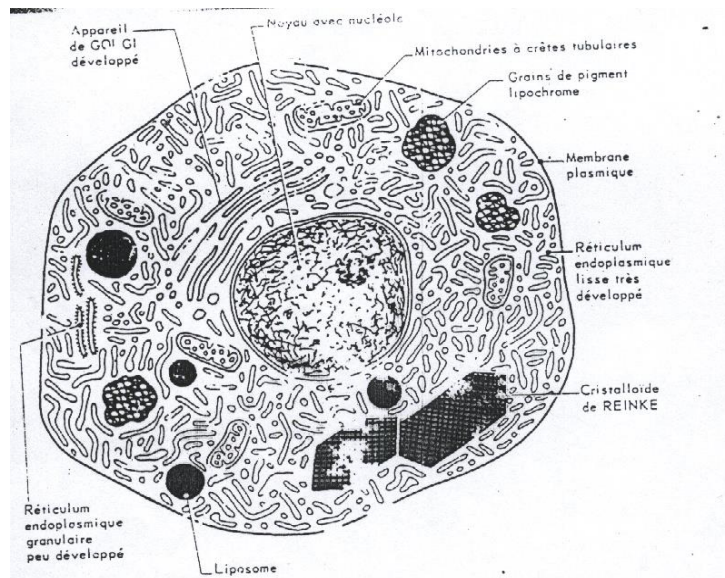 Appareil
de GOLGI
développé
Noyau avec nucléole
Mitochondries à crêtes tubulaires
Grains de pigment
lipochrome
Membrane
plasmique
Réticulum
endoplasmique
lisse très
développé
Cristalloïde
de REINKE
Réticulum
endoplasmique
granulaire
peu développé
Liposome